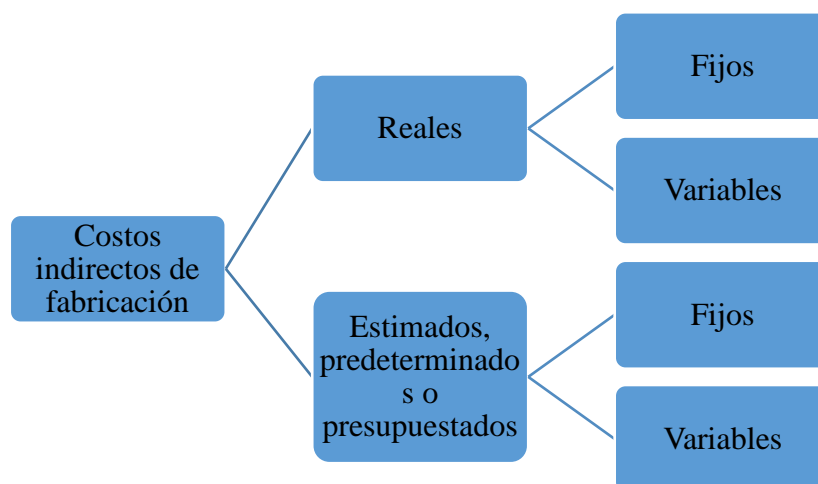 Costos
indirectos de
fabricación
Reales
Fijos
Variables
Estimados,
predeterminado
s o
presupuestados
Fijos
Variables